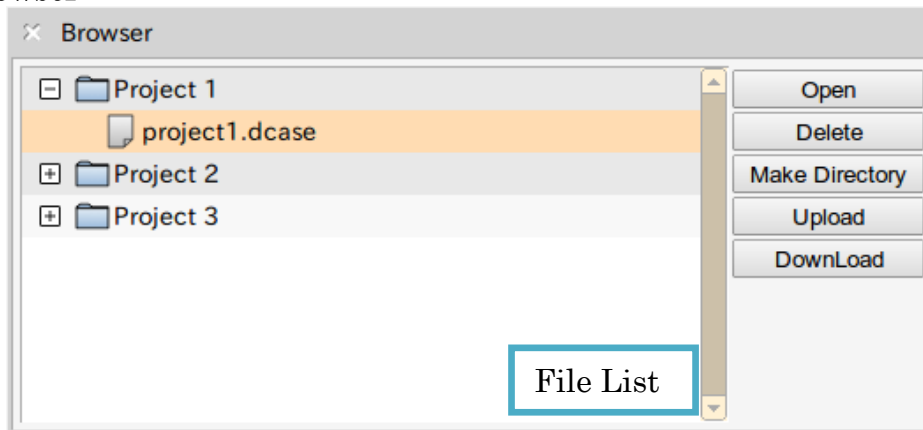 Browser
Project 1
project1.dcase
Project 2
Project 3
Open
Delete
Make Directory
Upload
DownLoad
File List